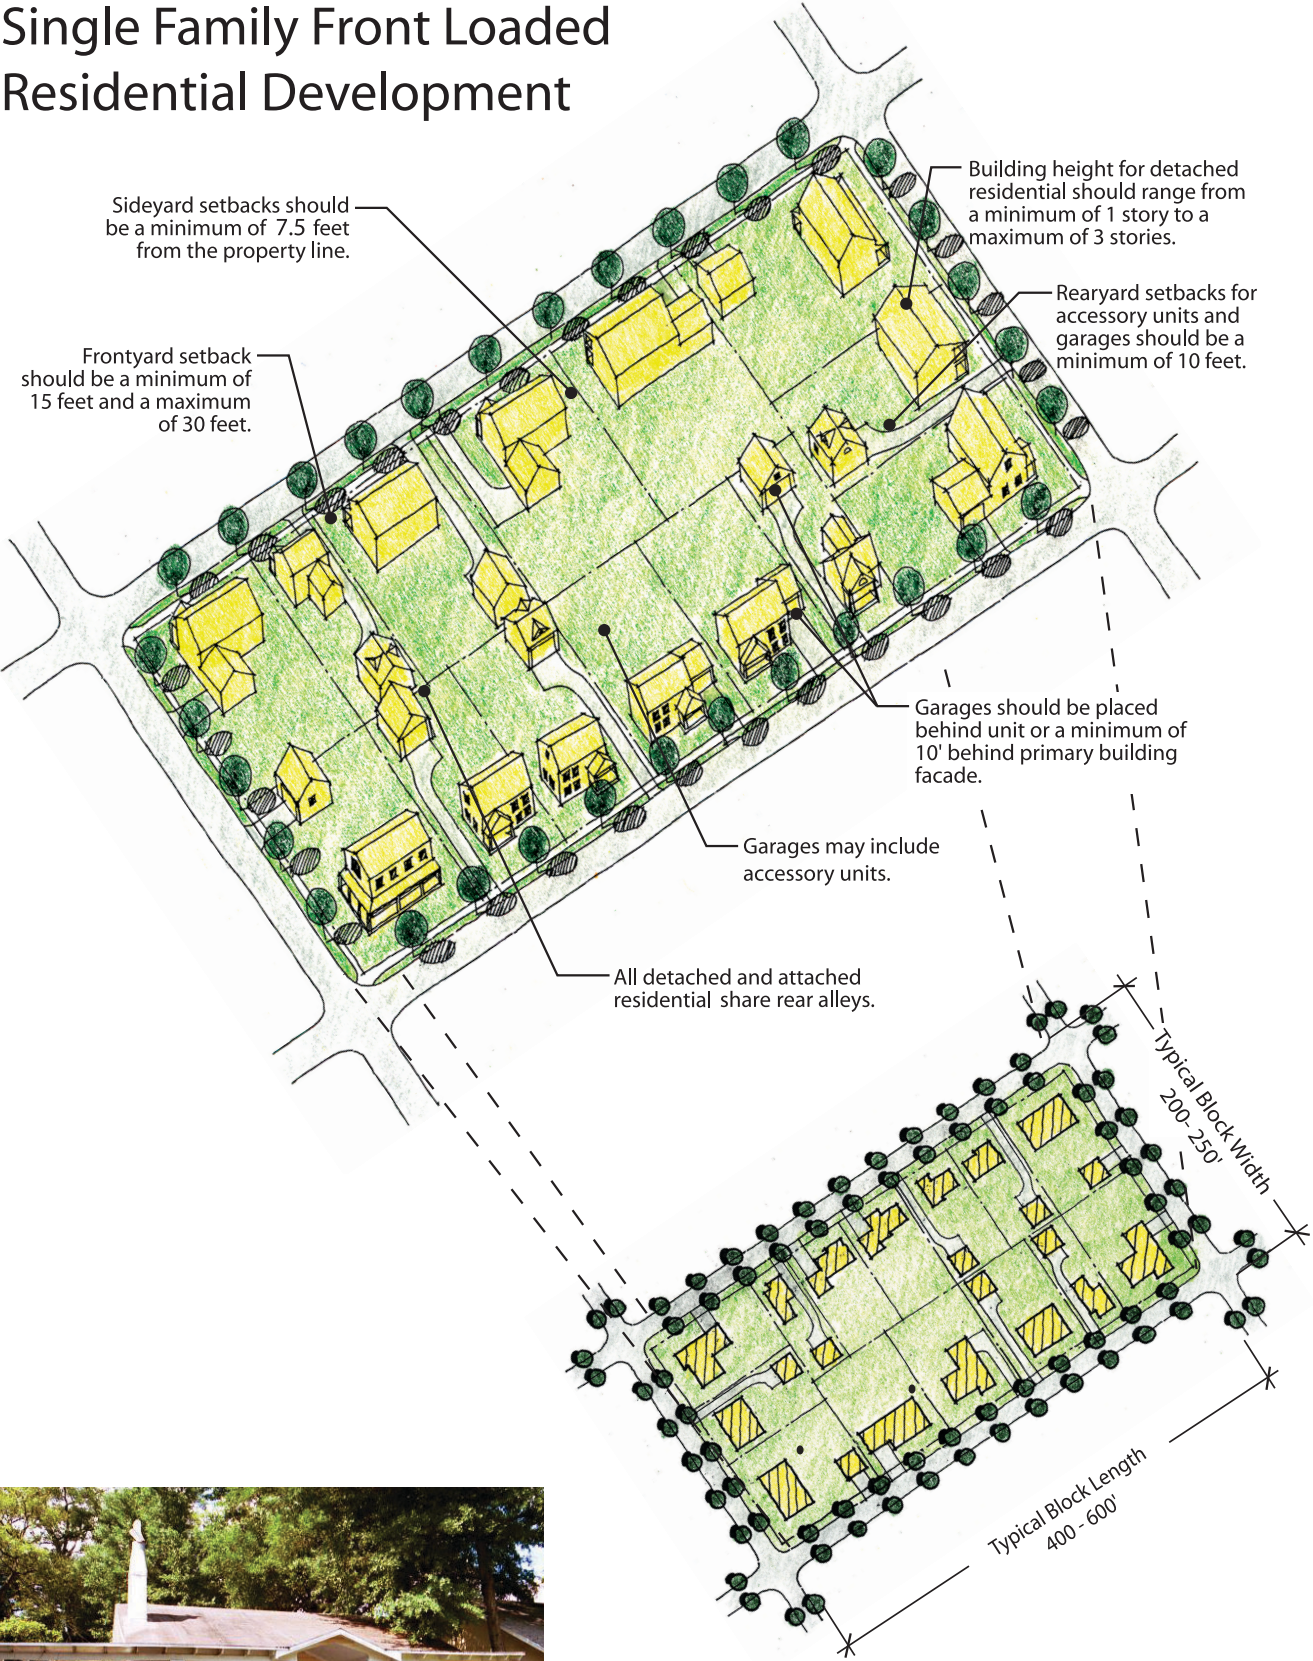 Single Family Front Loaded
Residential Development
Sideyard setbacks should
be a minimum of 7.5 feet
from the property line.
Building height for detached
residential should range from
a minimum of 1 story to a
maximum of 3 stories.
Rearyard setbacks for
accessory units and
garages should be a
minimum of 10 feet.
Frontyard setback
should be a minimum of
15 feet and a maximum
of 30 feet.
Garages should be placed
behind unit or a minimum of
10' behind primary building
facade.
Garages may include
accessory units.
All detached and attached
residential share rear alleys.
Typical Block Width
200- 250'
Typical Block Length
400 - 600'